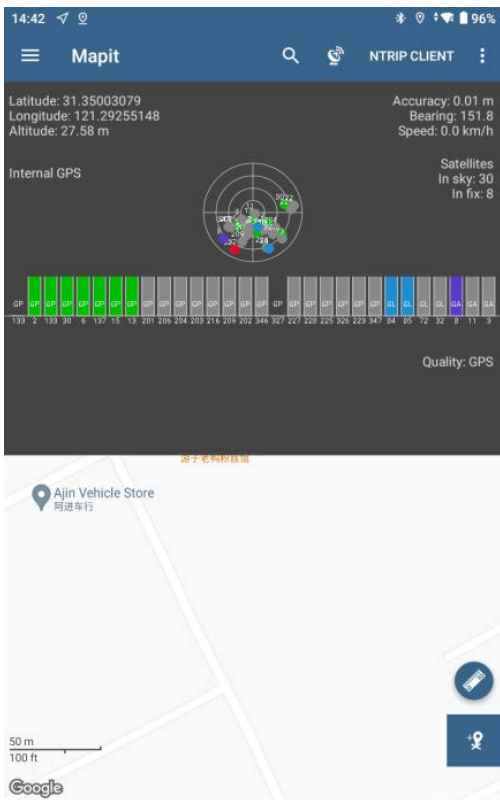 14:42
96%
Mapit
NTRIP CLIENT
Latitude: 31.35003079
Longitude: 121.29255148
Altitude: 27.58 m
Accuracy: 0.01 m
Bearing: 151.8
Speed: 0.0 km/h
Internal GPS
Satellites
In sky: 30
In fix: 8
GP GP GP GP GP GP GP GP GP GP GP GP GP GP GP GP GP GP GP GP GP GP GP GL GL GL GL GA GA GA
133 2 133 30 6 137 15 13 201 206 204 203 216 209 202 346 327 227 220 225 326 223 347 84 85 72 32 8 11 3
Quality: GPS
Ajin Vehicle Store
阿进车行
50 m
100 ft
Google